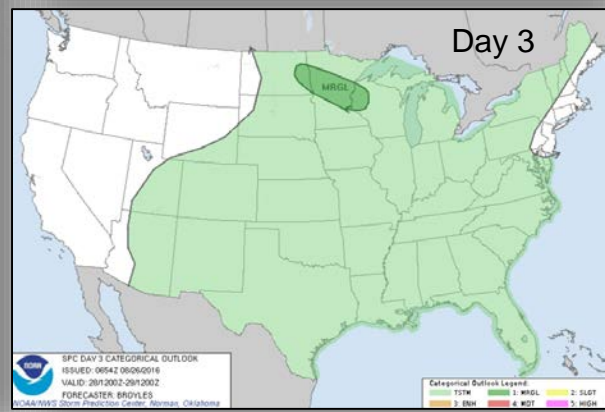 Day 3
MRGL
NOAA
SPC DAY 3 CATEGORICAL OUTLOOK
ISSUED: 0654Z 08/26/2016
VALID: 28/1200Z-29/1200Z
FORECASTER: BROYLES
NOAA/NWS Storm Prediction Center, Norman, Oklahoma
Categorical Outlook Legend:
TSTM 1: MRGL 2: SLGT
3: ENH 4: MDT 5: HIGH